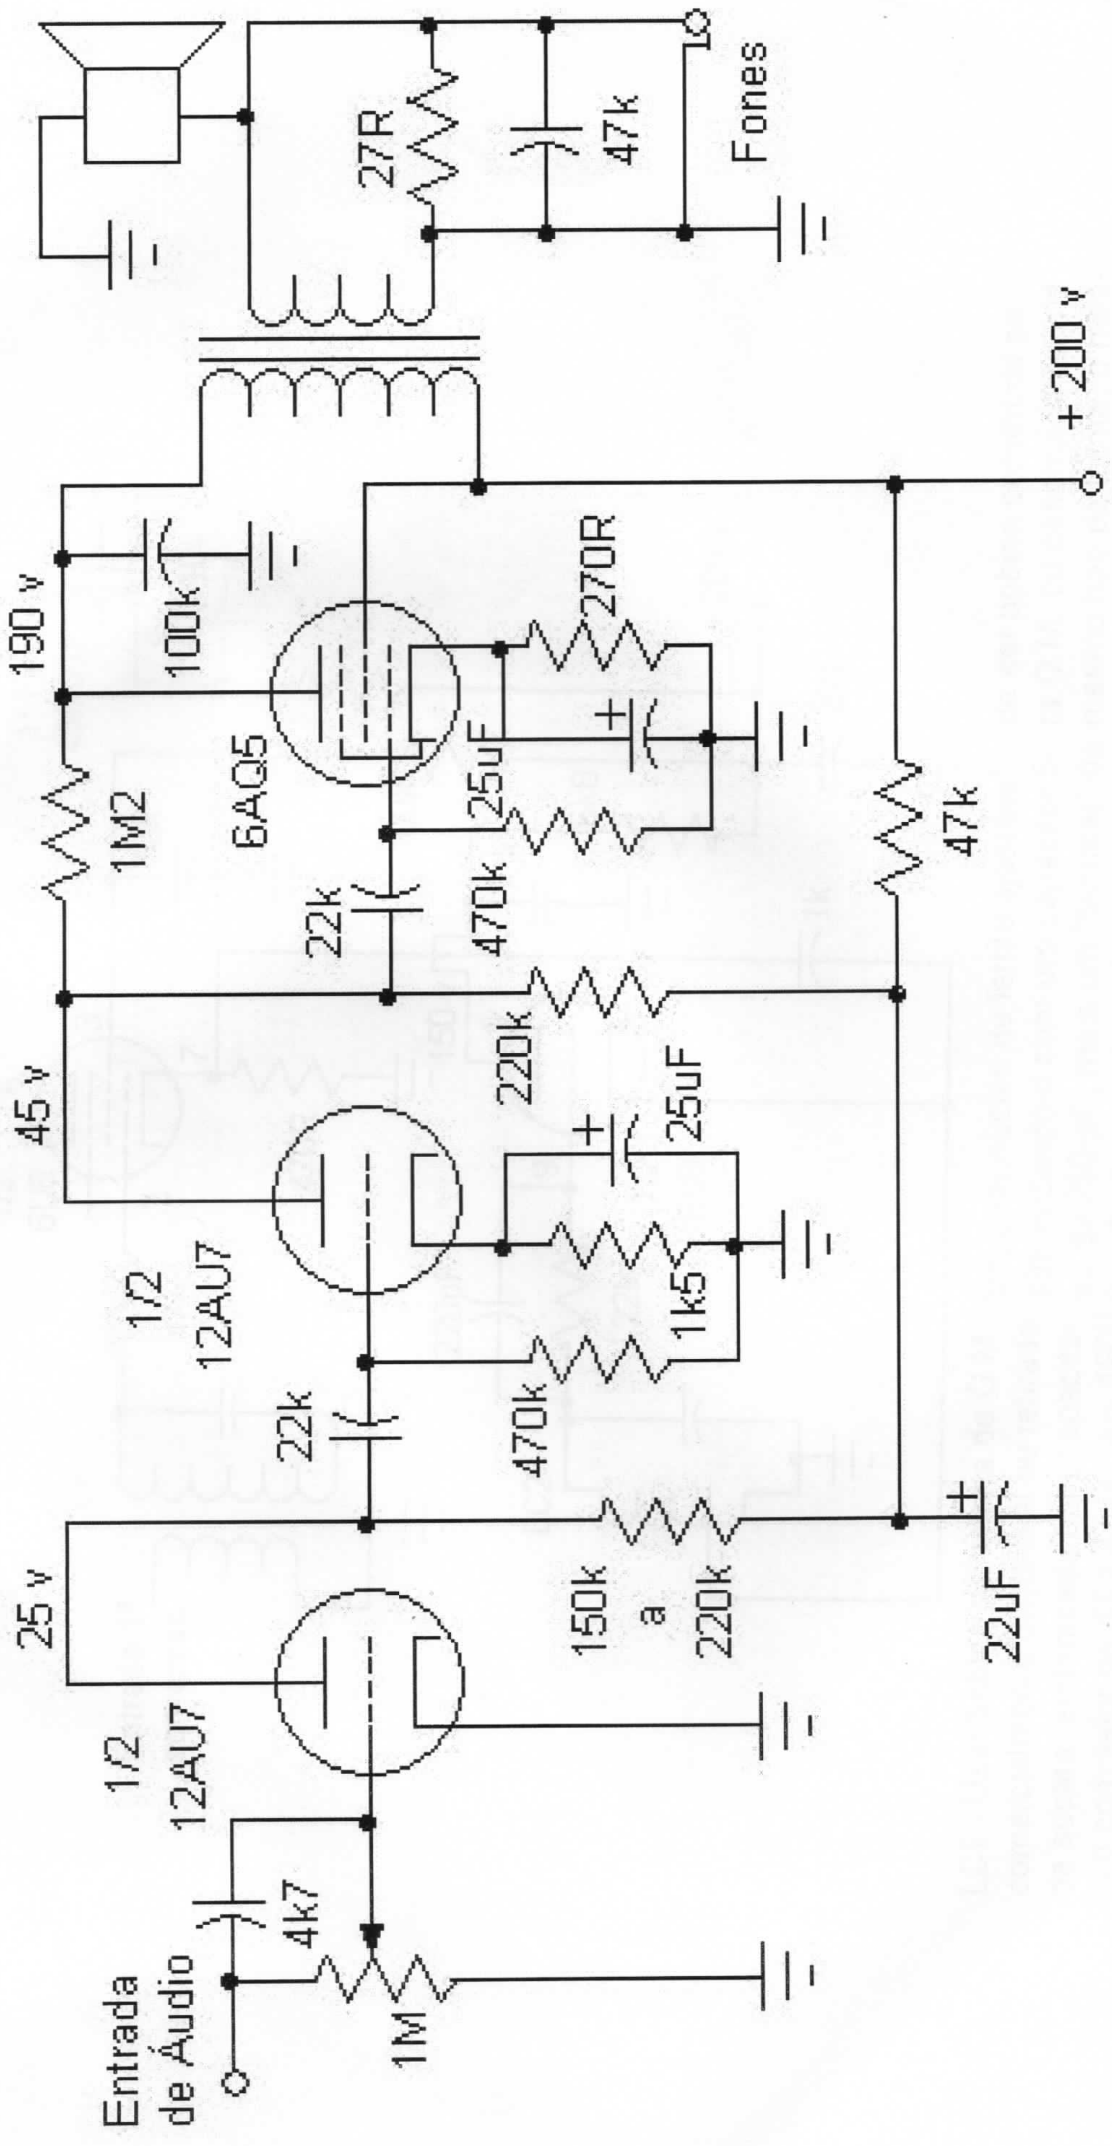 Entrada
de Áudio
4k7
1M
1/2
12AU7
25 v
150k
a
220k
22uF
22k
470k
1/2
12AU7
45 v
1k5
25uF
220k
22k
470k
1M2
6AQ5
25uF
270R
190 v
100k
47k
+ 200 v
27R
47k
Fones